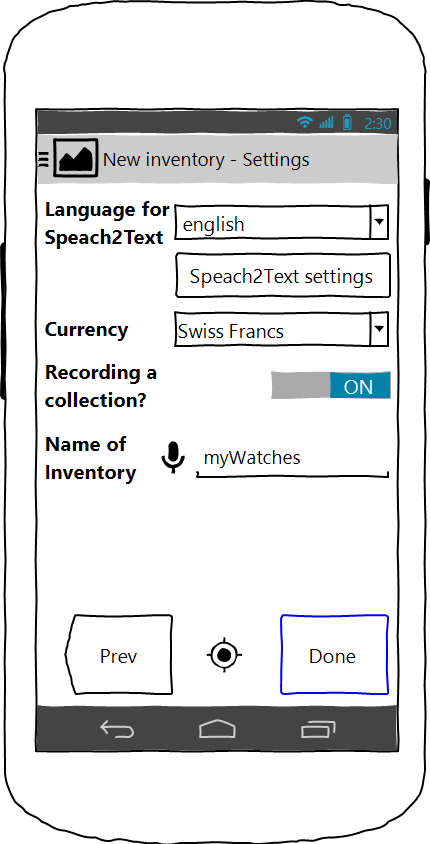 2:30
New inventory - Settings
Language for
Speach2Text
english
Speach2Text settings
Currency
Swiss Francs
Recording a
collection?
ON
Name of
Inventory
myWatches
Prev
Done